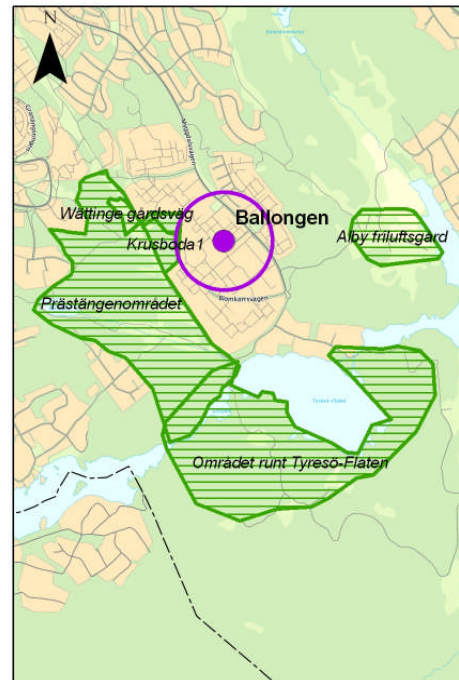 N
Ballongen
Wättinge gårdsväg
Krusboda1
Alby friluftsgård
Prästängenområdet
Området runt Tyresö-Flaten